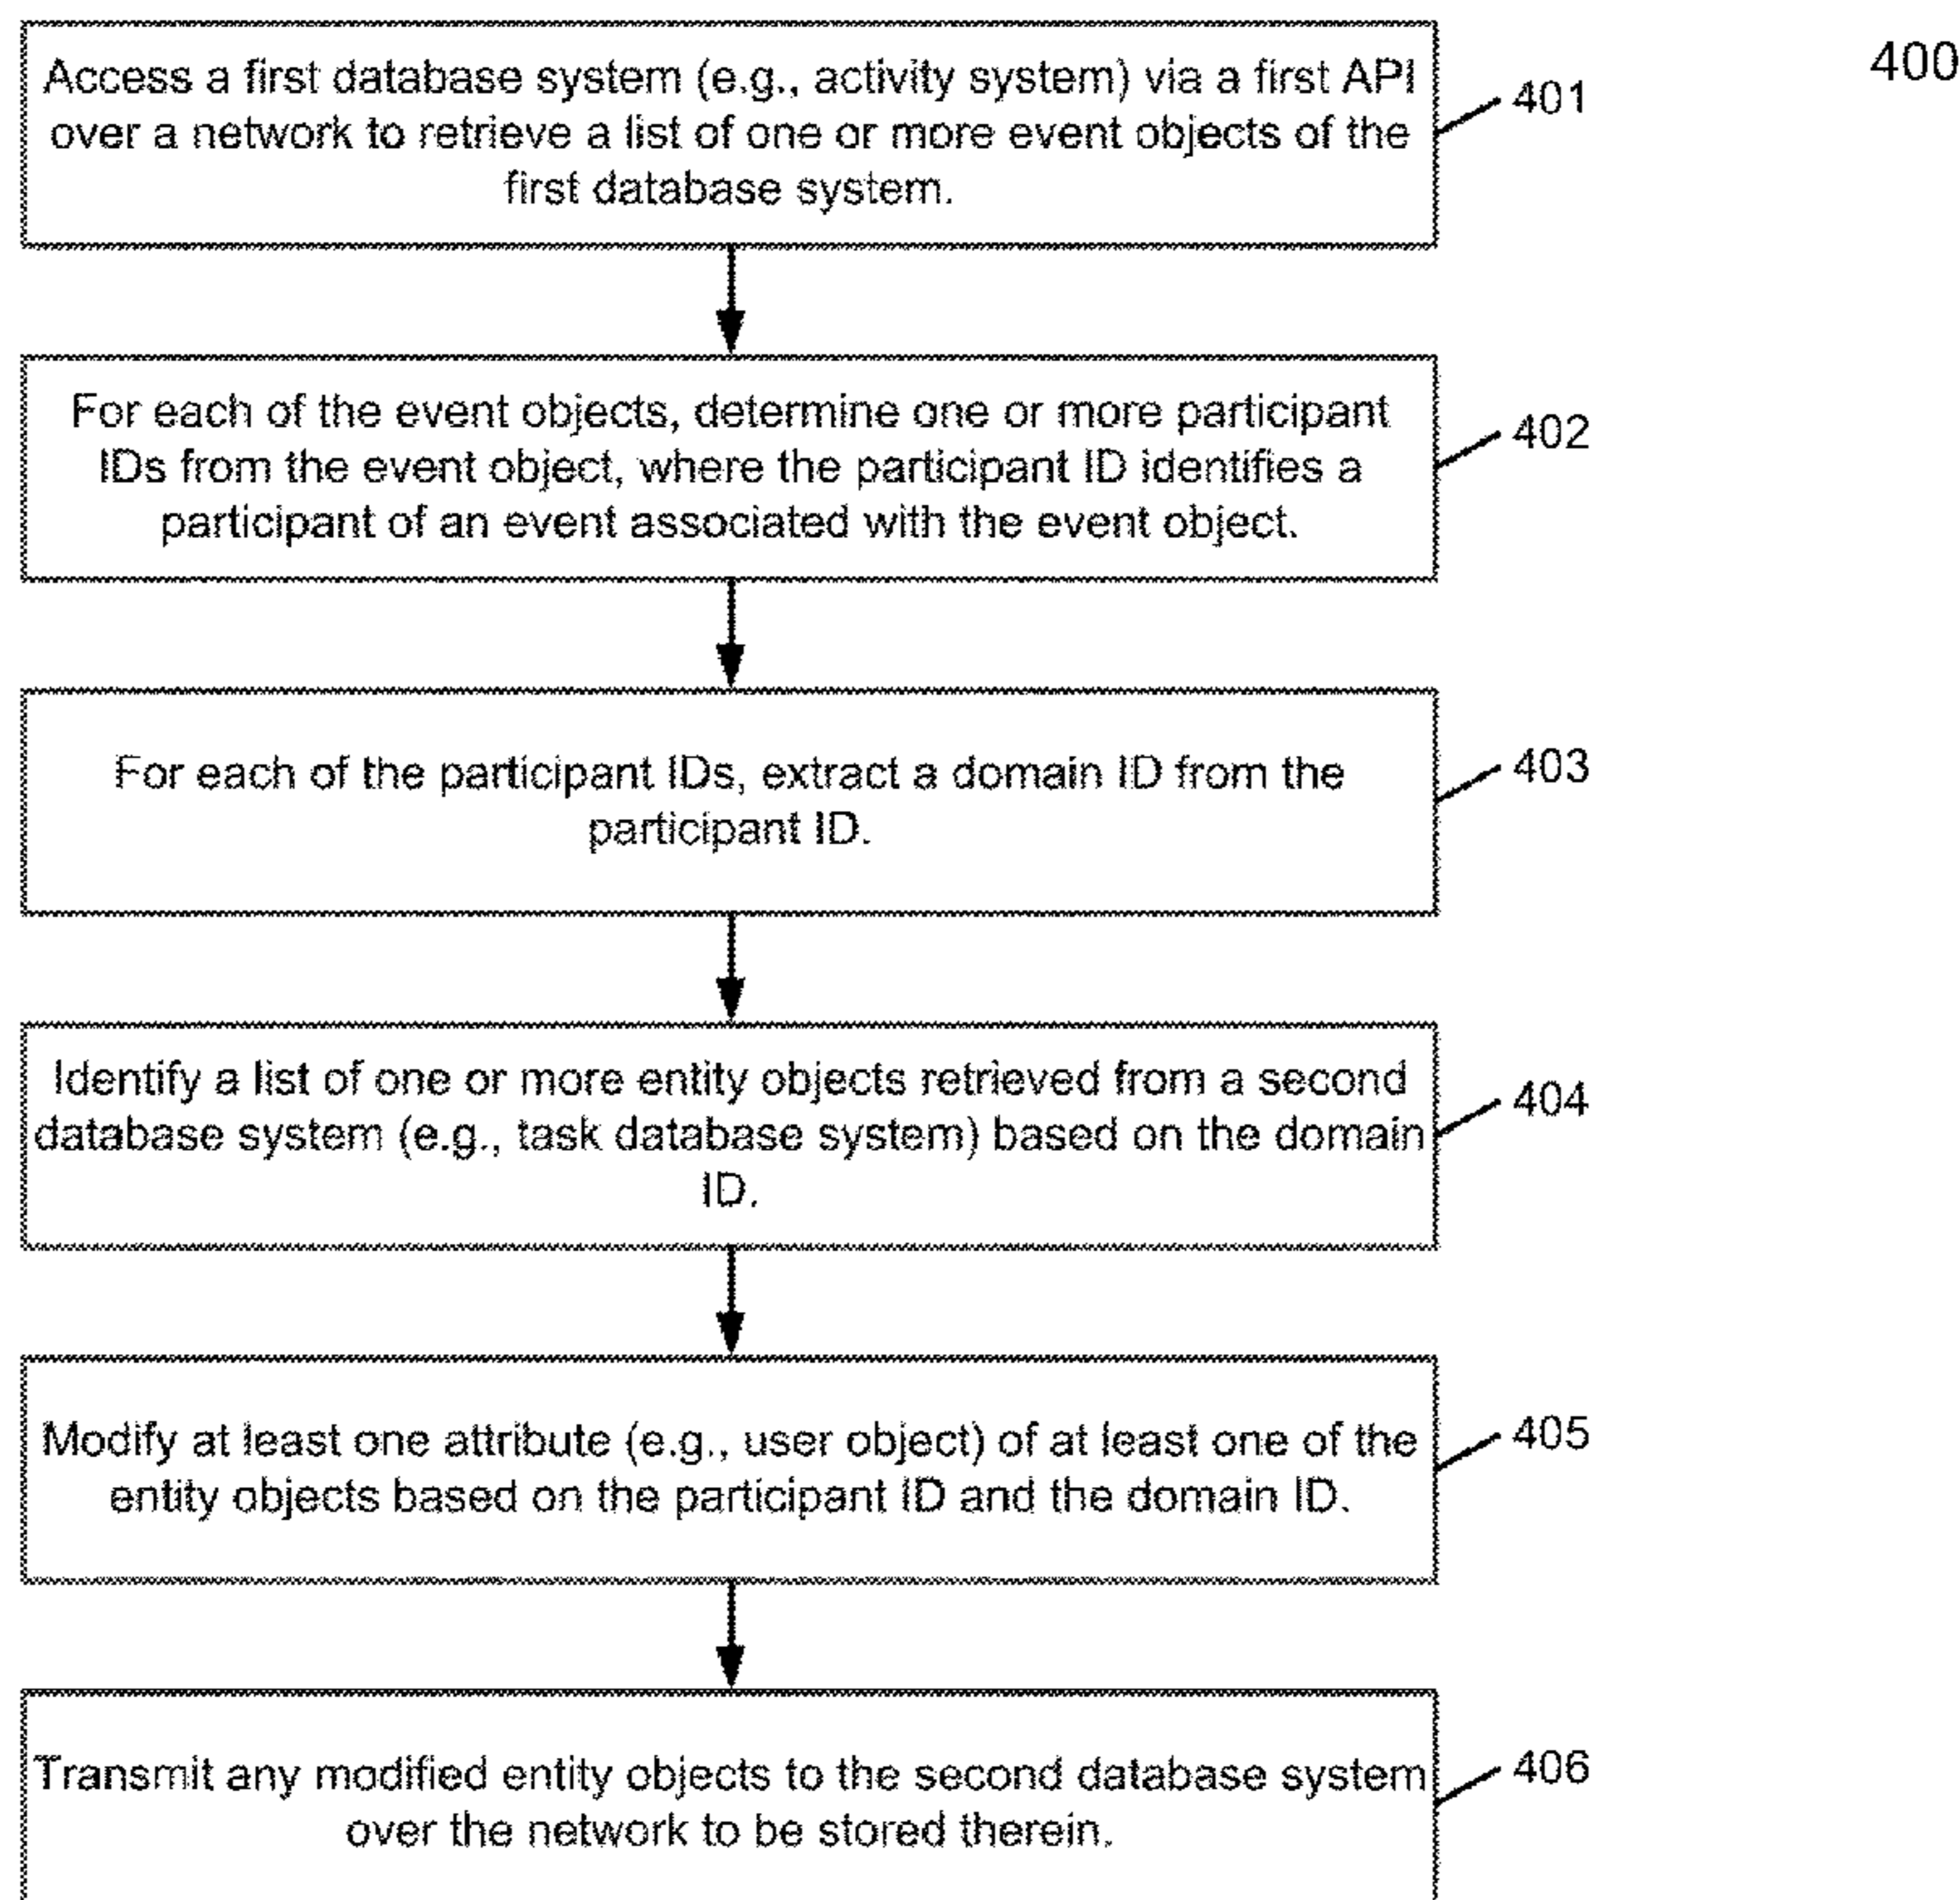 400
Access a first database system (e.g., activity system) via a first API
over a network to retrieve a list of one or more event objects of the
first database system.
401
For each of the event objects, determine one or more participant
IDs from the event object, where the participant ID identifies a
participant of an event associated with the event object.
402
For each of the participant IDs, extract a domain ID from the
participant ID.
403
Identify a list of one or more entity objects retrieved from a second
database system (e.g., task database system) based on the domain
ID.
404
Modify at least one attribute (e.g., user object) of at least one of the
entity objects based on the participant ID and the domain ID.
405
Transmit any modified entity objects to the second database system
over the network to be stored therein.
406